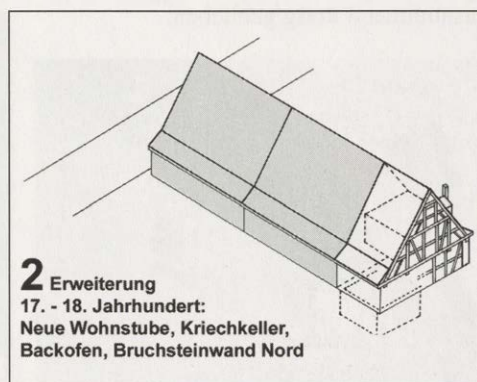 2 Erweiterung
17. - 18. Jahrhundert:
Neue Wohnstube, Kriechkeller,
Backofen, Bruchsteinwand Nord